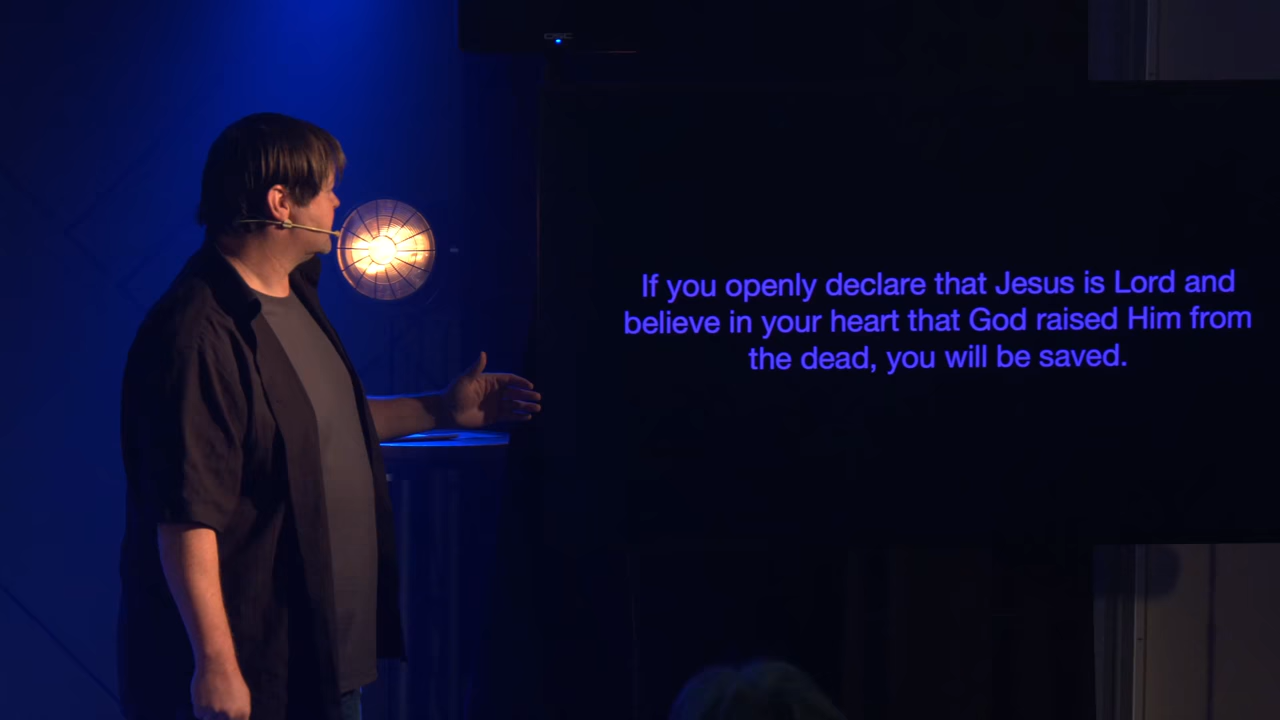 QSC
If you openly declare that Jesus is Lord and
believe in your heart that God raised Him from
the dead, you will be saved.